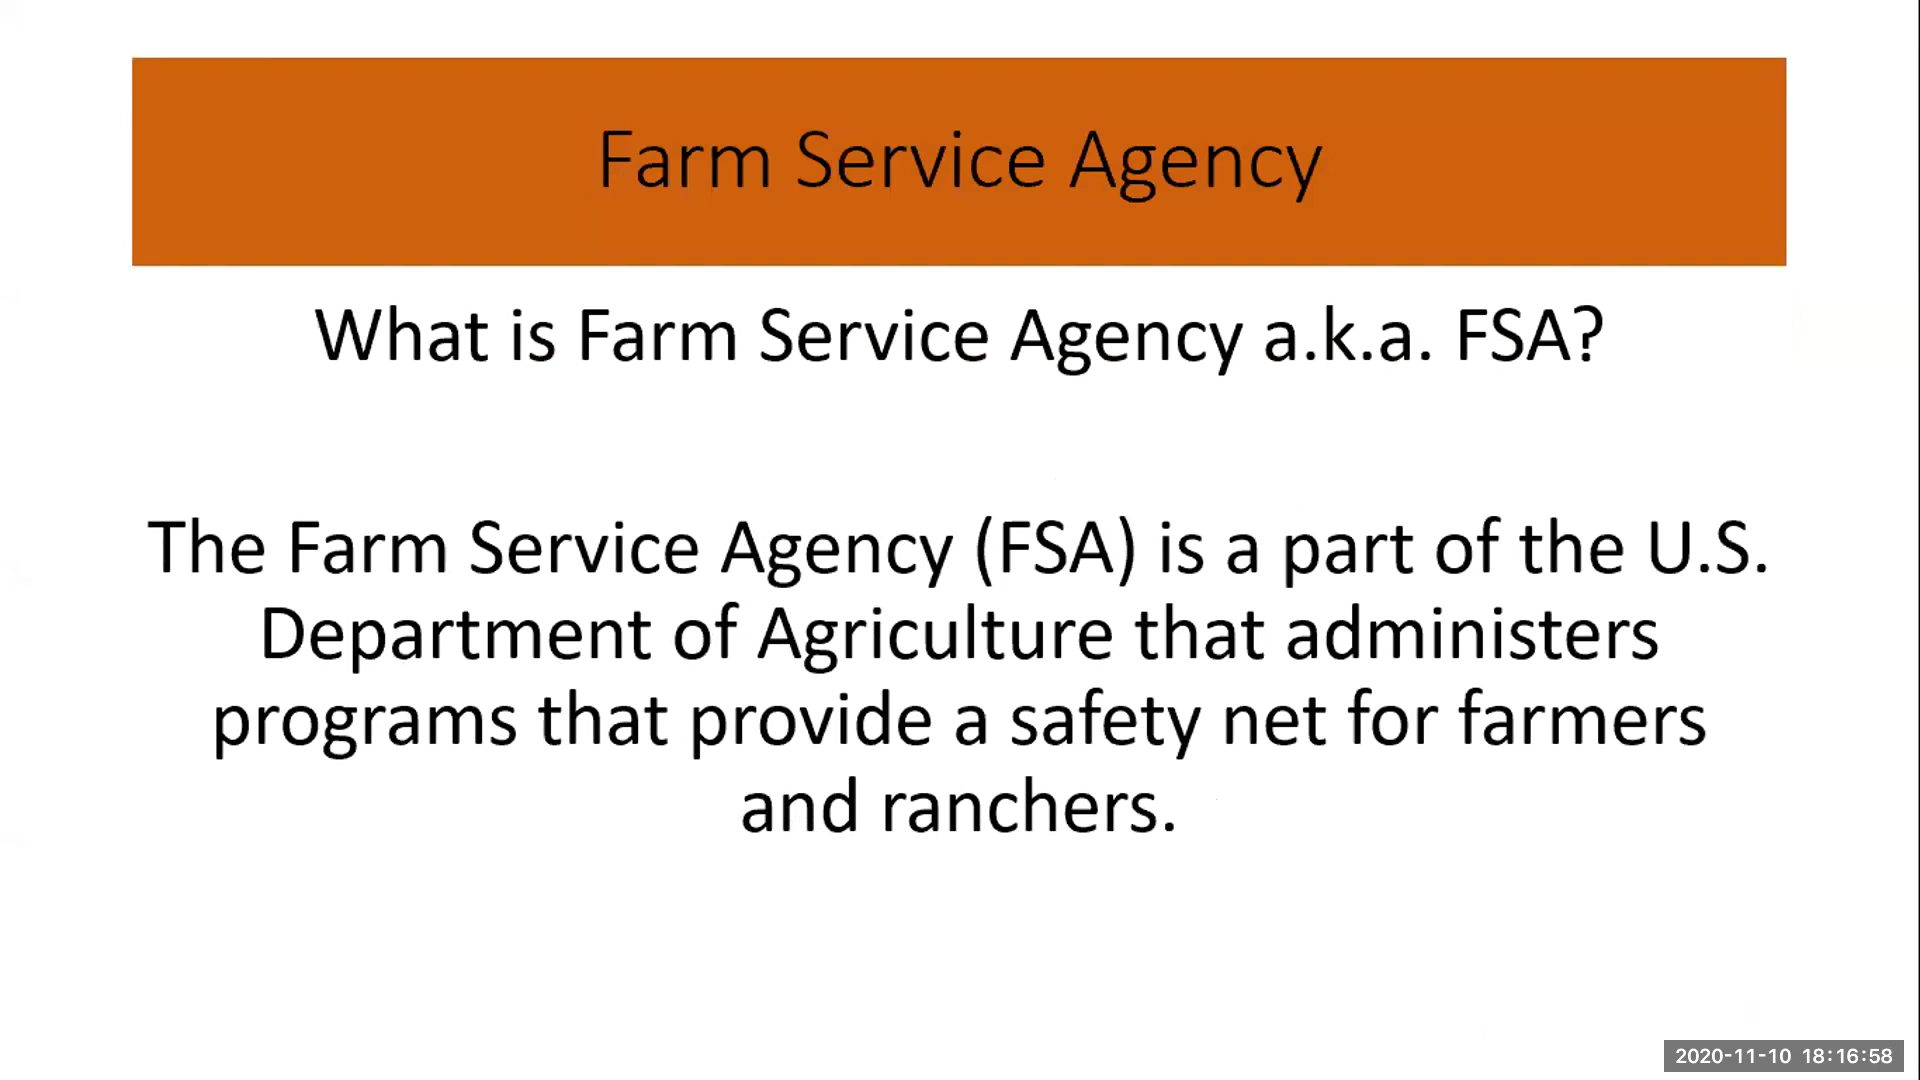 Farm Service Agency
What is Farm Service Agency a.k.a. FSA?
The Farm Service Agency (FSA) is a part of the U.S.
Department of Agriculture that administers
programs that provide a safety net for farmers
and ranchers.
2020-11-10 18:16:58